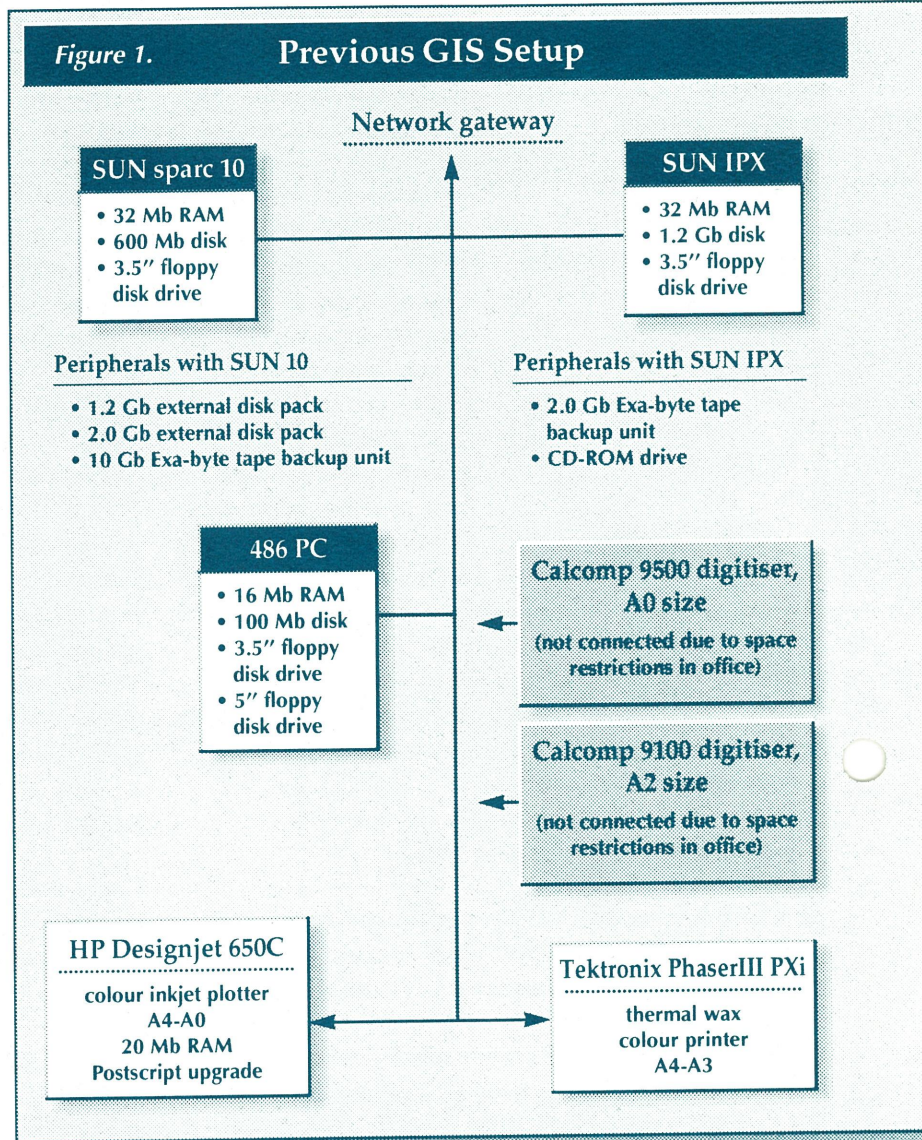 Figure 1. Previous GIS Setup
Network gateway
SUN sparc 10
• 32 Mb RAM
• 600 Mb disk
• 3.5″ floppy
disk drive
SUN IPX
• 32 Mb RAM
• 1.2 Gb disk
• 3.5″ floppy
disk drive
Peripherals with SUN 10
• 1.2 Gb external disk pack
• 2.0 Gb external disk pack
• 10 Gb Exa-byte tape backup unit
Peripherals with SUN IPX
• 2.0 Gb Exa-byte tape
backup unit
• CD-ROM drive
486 PC
• 16 Mb RAM
• 100 Mb disk
• 3.5″ floppy
disk drive
• 5″ floppy
disk drive
Calcomp 9500 digitiser,
A0 size
(not connected due to space
restrictions in office)
Calcomp 9100 digitiser,
A2 size
(not connected due to space
restrictions in office)
HP Designjet 650C
colour inkjet plotter
A4-A0
20 Mb RAM
Postscript upgrade
Tektronix PhaserIII PXi
thermal wax
colour printer
A4-A3